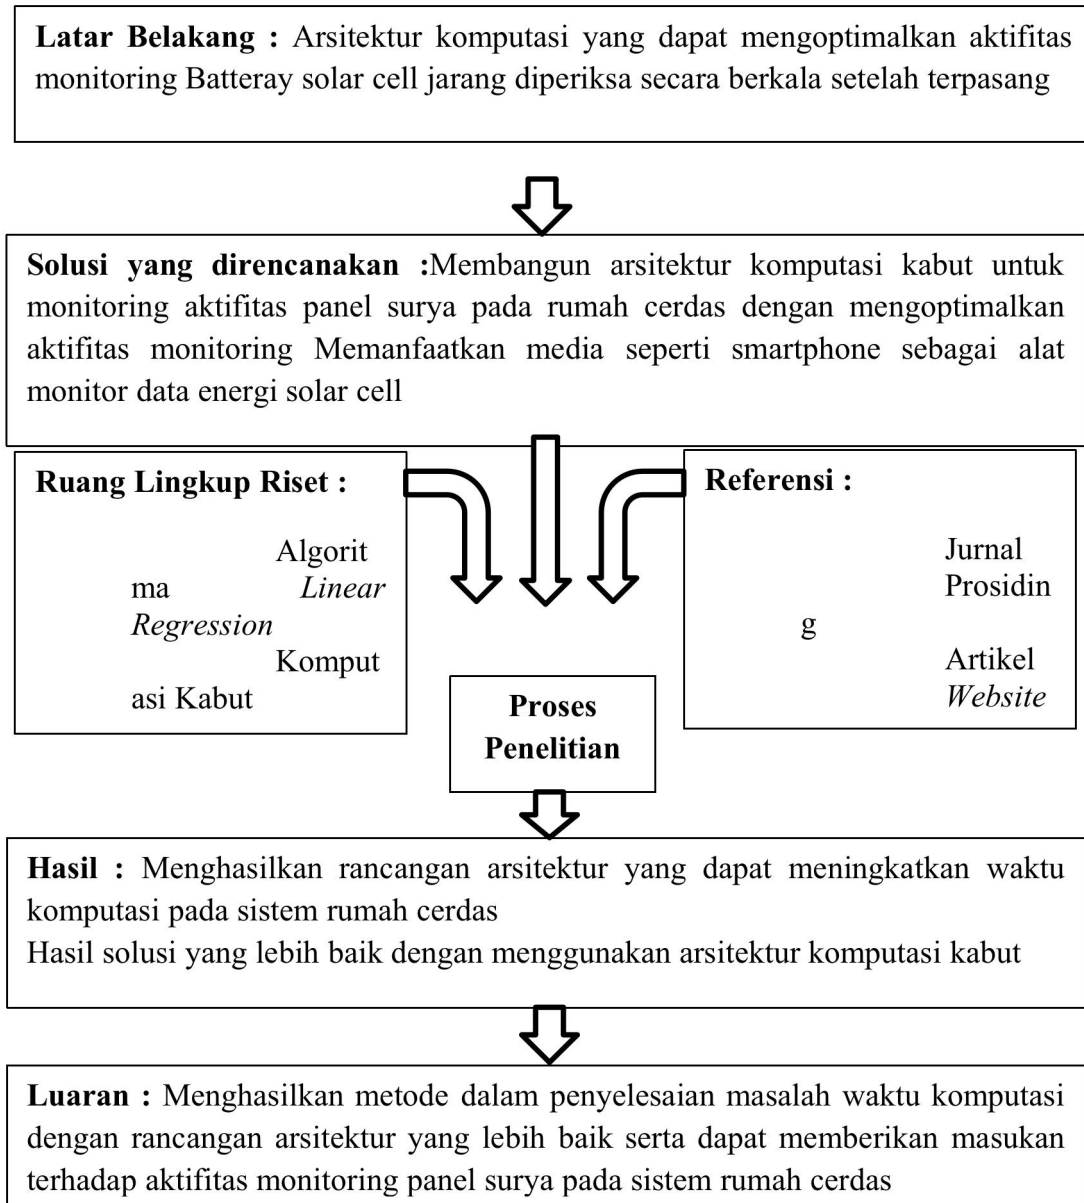 Latar Belakang : Arsitektur komputasi yang dapat mengoptimalkan aktifitas
monitoring Batteray solar cell jarang diperiksa secara berkala setelah terpasang
Solusi yang direncanakan :Membangun arsitektur komputasi kabut untuk
monitoring aktifitas panel surya pada rumah cerdas dengan mengoptimalkan
aktifitas monitoring Memanfaatkan media seperti smartphone sebagai alat
monitor data energi solar cell
Ruang Lingkup Riset :
Algorit
ma Linear
Regression
Komput
asi Kabut
Referensi :
Jurnal
Prosidin
g
Artikel
Website
Proses
Penelitian
Hasil : Menghasilkan rancangan arsitektur yang dapat meningkatkan waktu
komputasi pada sistem rumah cerdas
Hasil solusi yang lebih baik dengan menggunakan arsitektur komputasi kabut
Luaran : Menghasilkan metode dalam penyelesaian masalah waktu komputasi
dengan rancangan arsitektur yang lebih baik serta dapat memberikan masukan
terhadap aktifitas monitoring panel surya pada sistem rumah cerdas